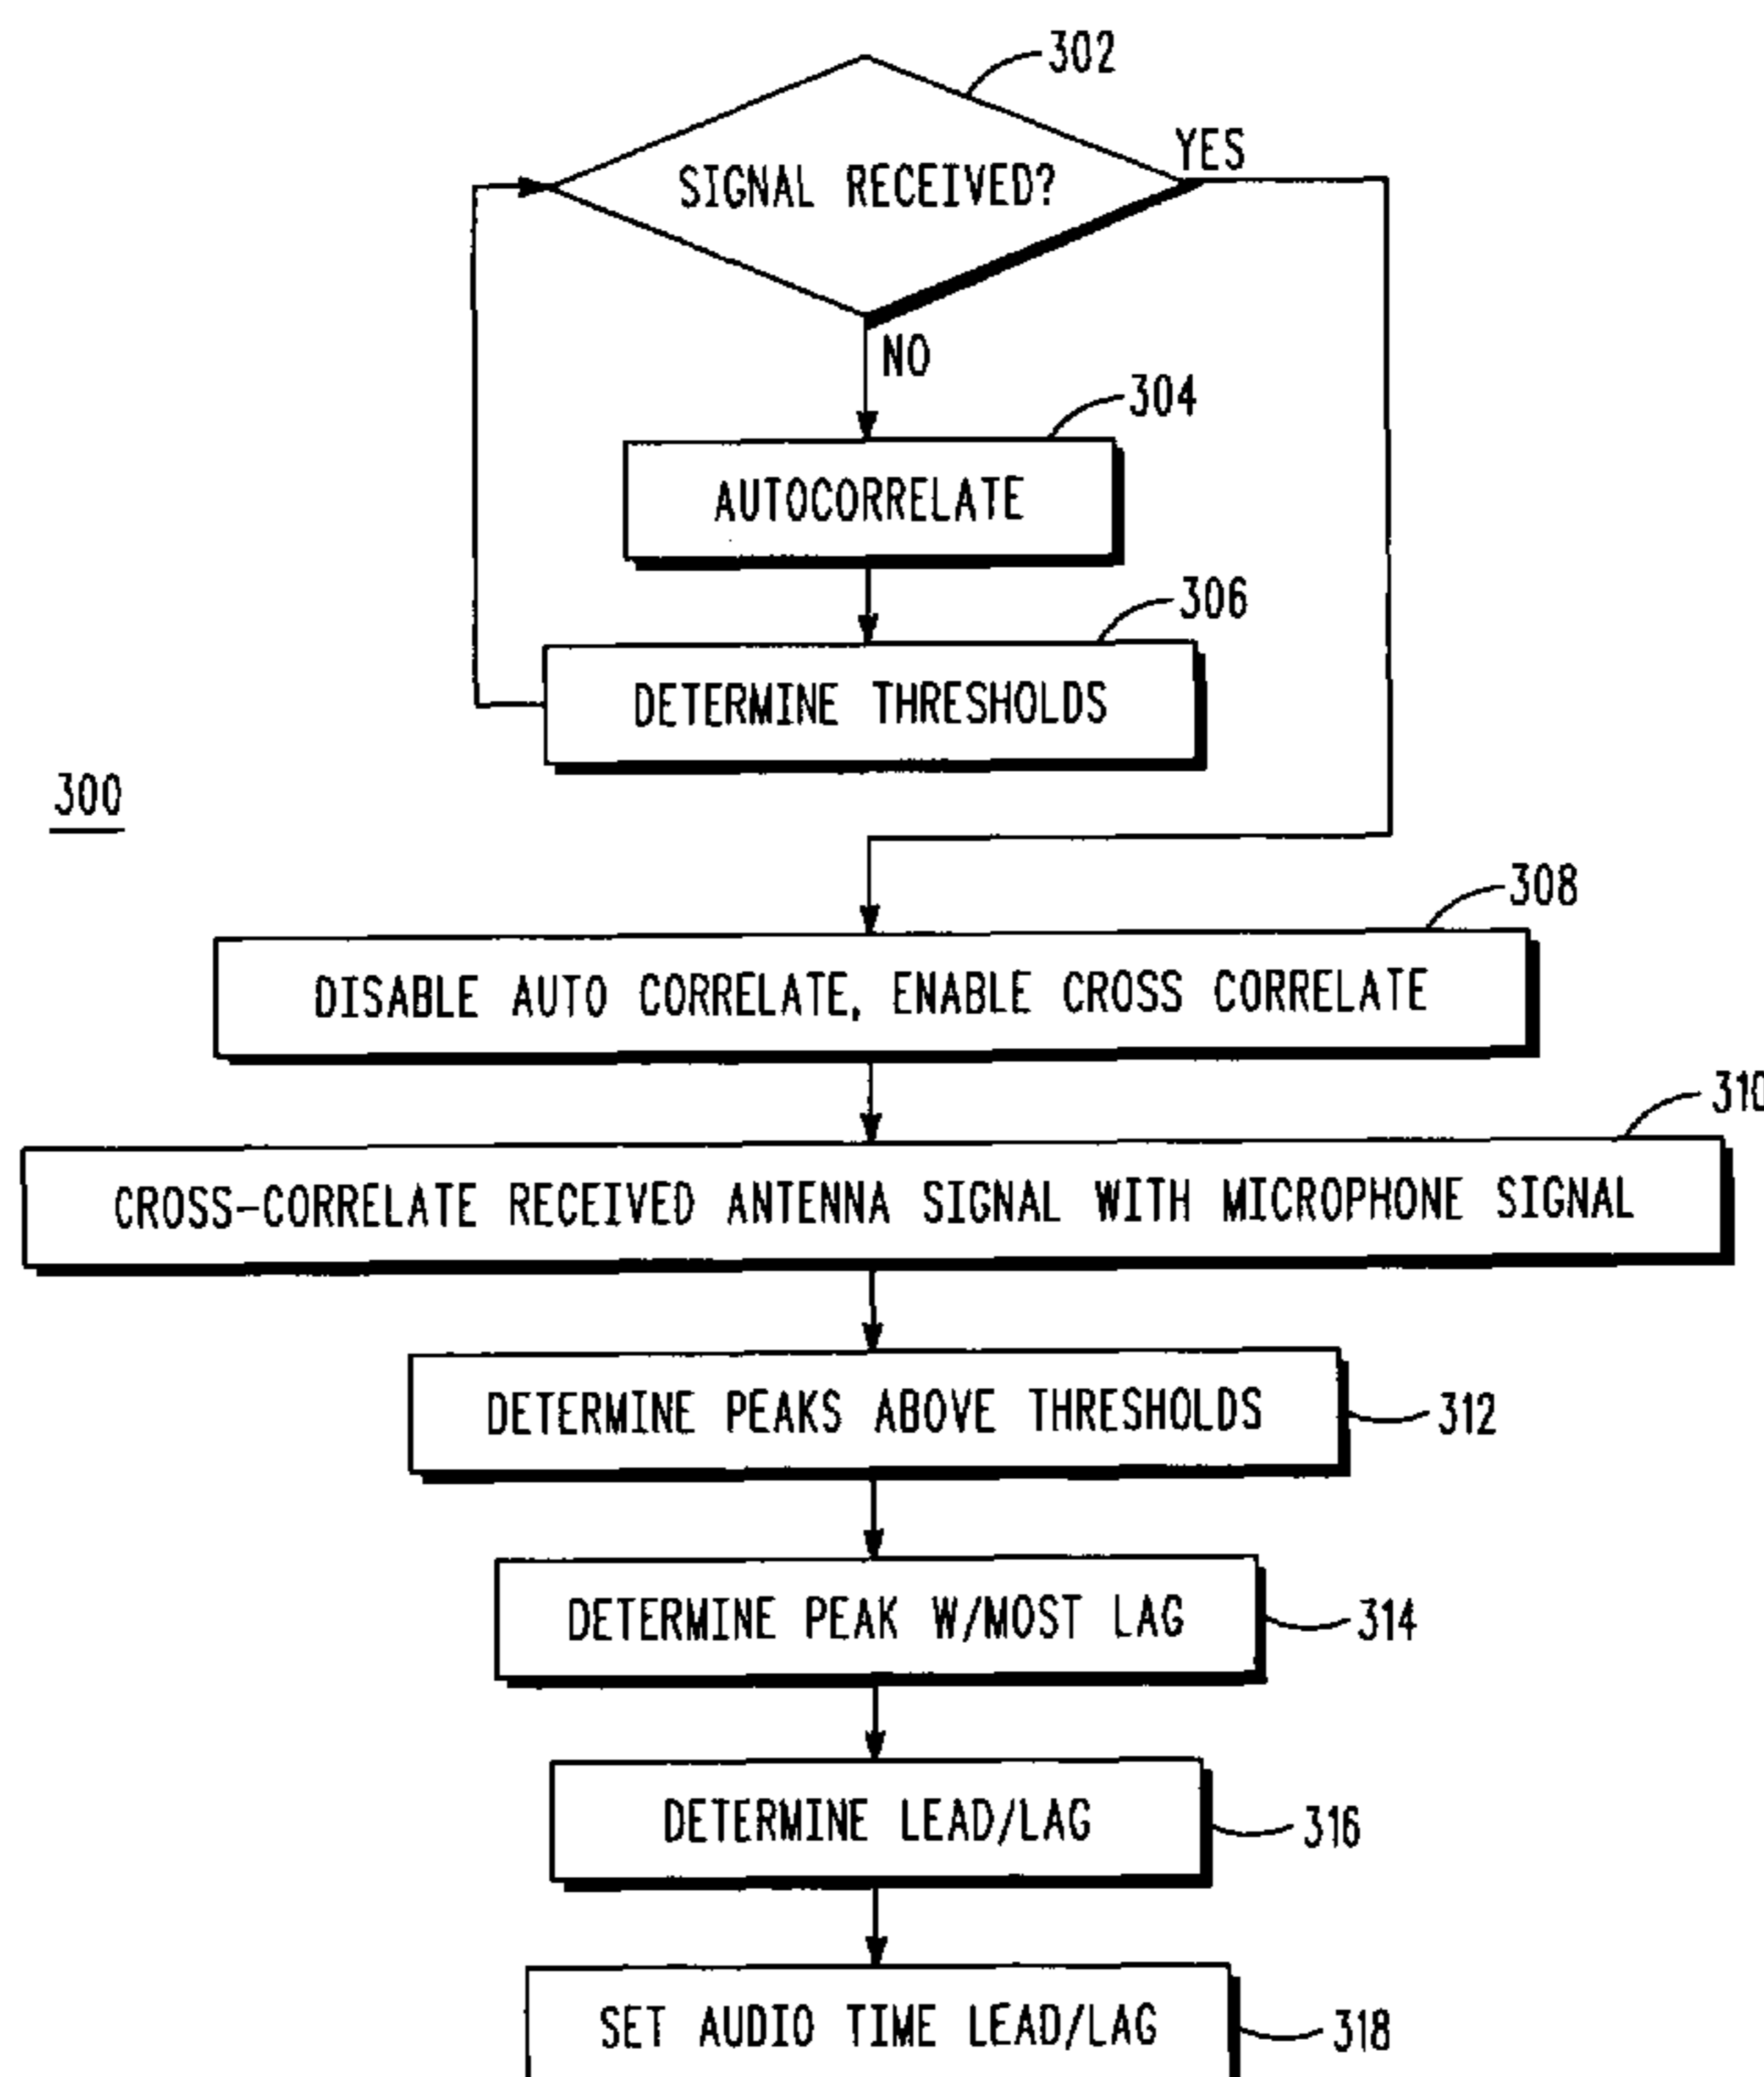 302
SIGNAL RECEIVED?
YES
NO
304
AUTOCORRELATE
306
DETERMINE THRESHOLDS
300
308
DISABLE AUTO CORRELATE, ENABLE CROSS CORRELATE
310
CROSS-CORRELATE RECEIVED ANTENNA SIGNAL WITH MICROPHONE SIGNAL
DETERMINE PEAKS ABOVE THRESHOLDS
312
DETERMINE PEAK W/MOST LAG
314
DETERMINE LEAD/LAG
316
SET AUDIO TIME LEAD/LAG
318